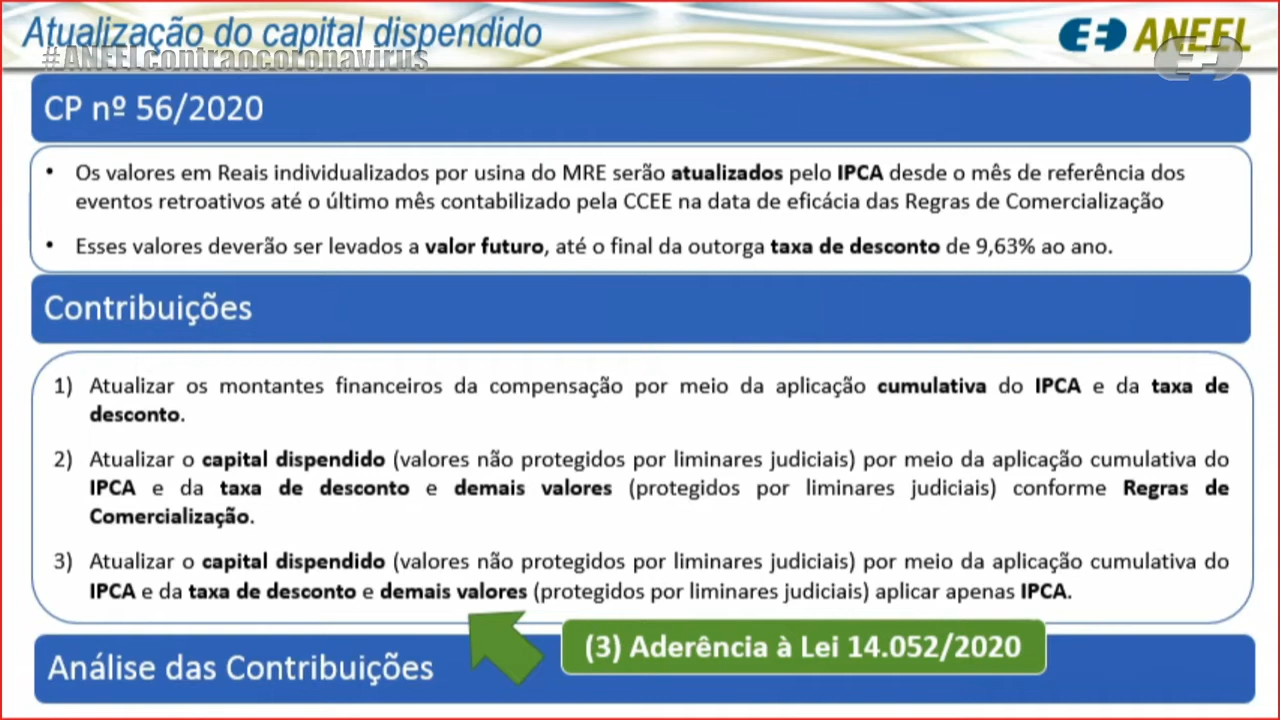 Atualização do capital dispendido
ANEEL
#ANEELcontraocoronavirus
CP nº 56/2020
• Os valores em Reais individualizados por usina do MRE serão atualizados pelo IPCA desde o mês de referência dos
eventos retroativos até o último mês contabilizado pela CCEE na data de eficácia das Regras de Comercialização
• Esses valores deverão ser levados a valor futuro, até o final da outorga taxa de desconto de 9,63% ao ano.
Contribuições
1) Atualizar os montantes financeiros da compensação por meio da aplicação cumulativa do IPCA e da taxa de
desconto.
2) Atualizar o capital dispendido (valores não protegidos por liminares judiciais) por meio da aplicação cumulativa do
IPCA e da taxa de desconto e demais valores (protegidos por liminares judiciais) conforme Regras de
Comercialização.
3) Atualizar o capital dispendido (valores não protegidos por liminares judiciais) por meio da aplicação cumulativa do
IPCA e da taxa de desconto e demais valores (protegidos por liminares judiciais) aplicar apenas IPCA.
(3) Aderência à Lei 14.052/2020
Análise das Contribuições